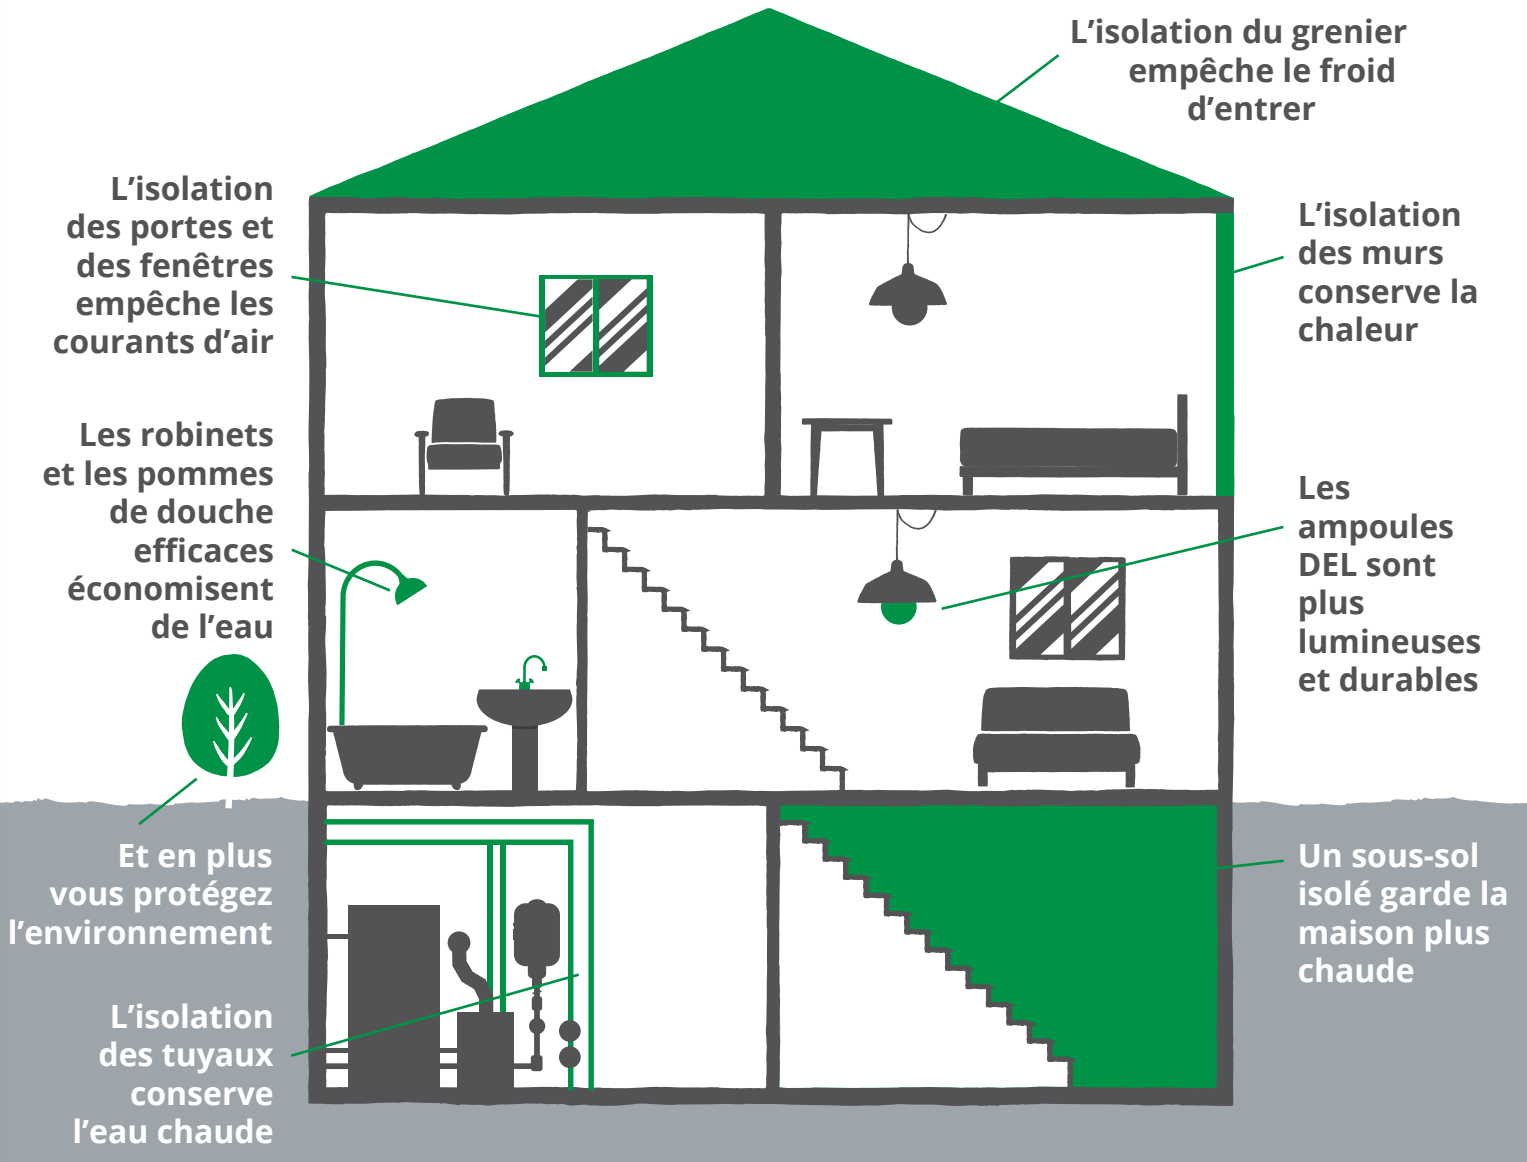 L’isolation du grenier
empêche le froid
d’entrer
L’isolation
des portes et
des fenêtres
empêche les
courants d’air
L’isolation
des murs
conserve la
chaleur
Les robinets
et les pommes
de douche
efficaces
économisent
de l’eau
Les
ampoules
DEL sont
plus
lumineuses
et durables
Et en plus
vous protégez
l’environnement
Un sous-sol
isolé garde la
maison plus
chaude
L’isolation
des tuyaux
conserve
l’eau chaude